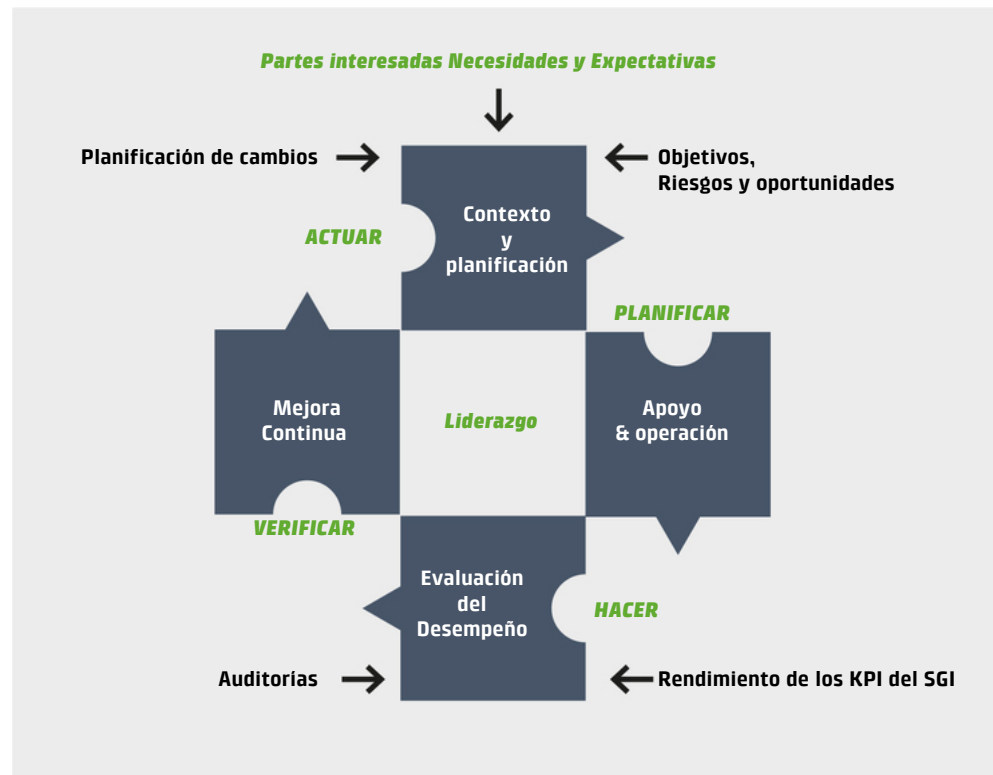 Partes interesadas Necesidades y Expectativas
Planificación de cambios
Objetivos,
Riesgos y oportunidades
Contexto
y
planificación
ACTUAR
PLANIFICAR
Mejora
Continua
Liderazgo
Apoyo
& operación
VERIFICAR
Evaluación
del
Desempeño
HACER
Auditorías
Rendimiento de los KPI del SGI